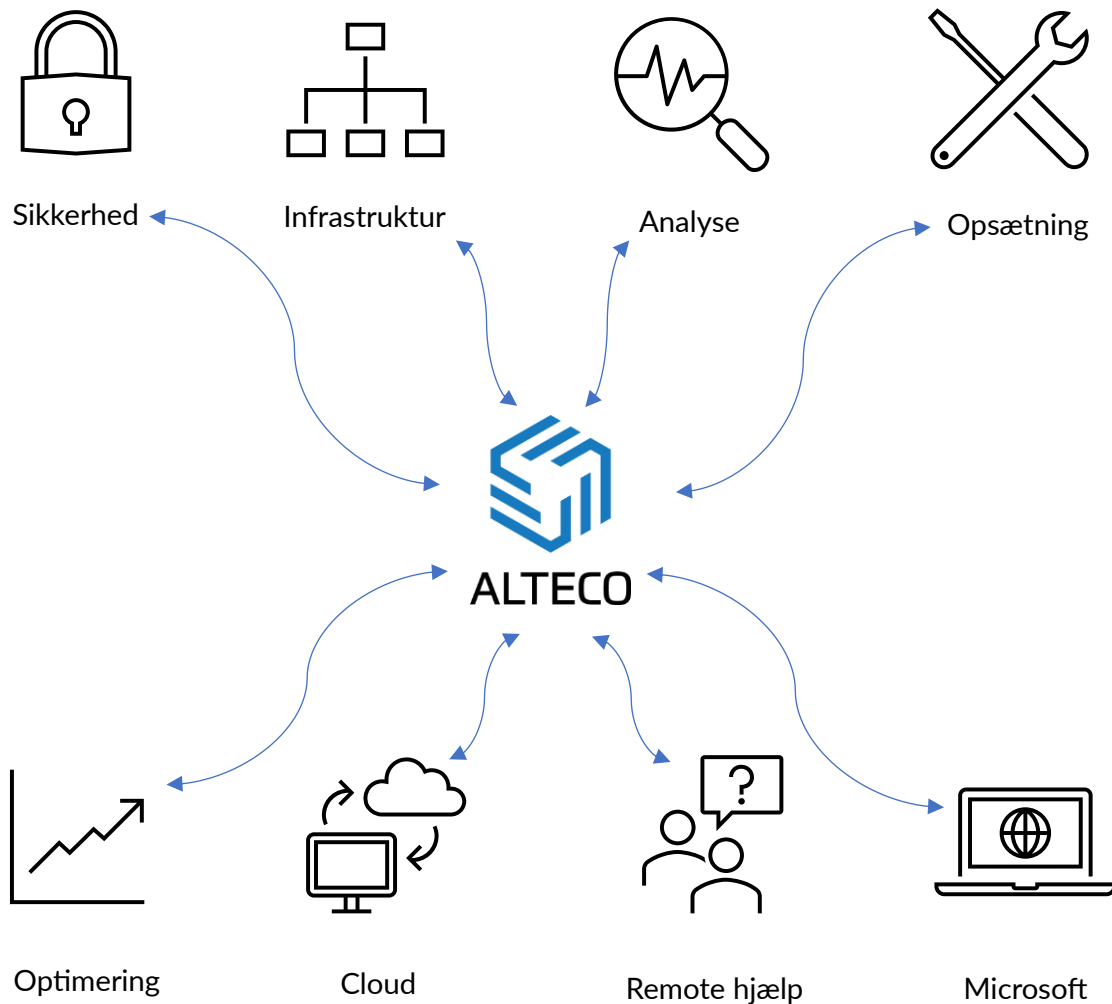 Sikkerhed
Infrastruktur
Analyse
Opsætning
ALTECO
Optimering
Cloud
Remote hjælp
Microsoft